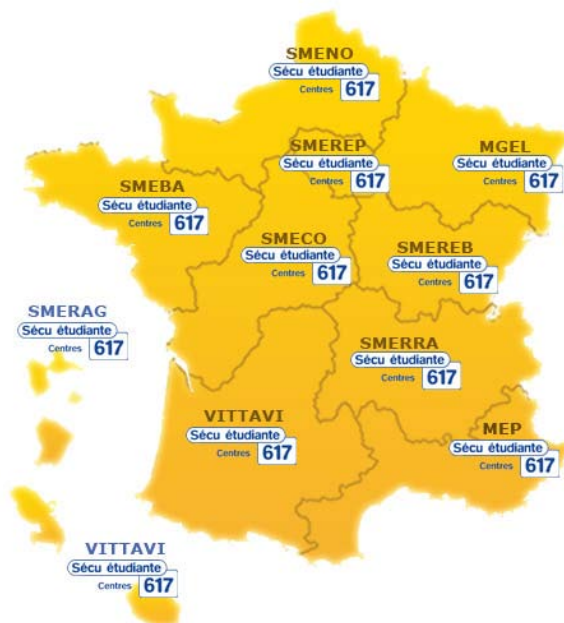 SMENO
Sécu étudiante
Centres 617
SMEREP
Sécu étudiante
Centres 617
MGEL
Sécu étudiante
Centres 617
SMEBA
Sécu étudiante
Centres 617
SMECO
Sécu étudiante
Centres 617
SMEREB
Sécu étudiante
Centres 617
SMERAG
Sécu étudiante
Centres 617
SMERRA
Sécu étudiante
Centres 617
VITTAVI
Sécu étudiante
Centres 617
MEP
Sécu étudiante
Centres 617
VITTAVI
Sécu étudiante
Centres 617